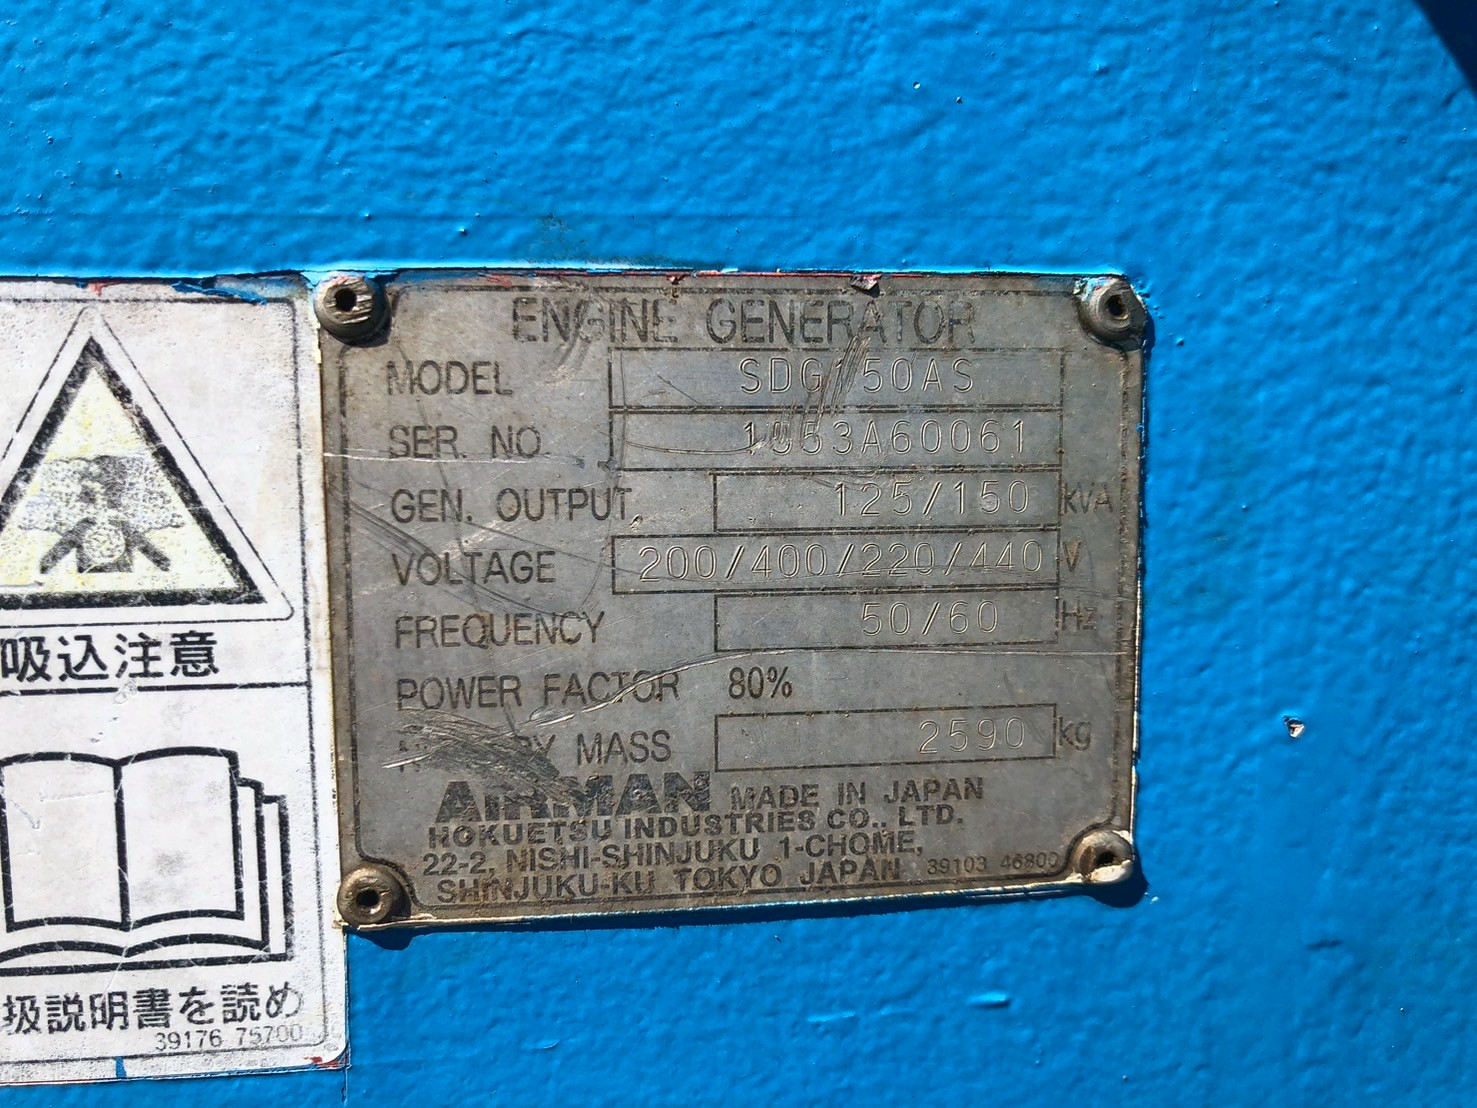 ENGINE GENERATOR
MODEL SDG150AS
SER. NO. 1053A60061
GEN. OUTPUT 125/150 kVA
VOLTAGE 200/400/220/440 V
FREQUENCY 50/60 Hz
POWER FACTOR 80%
MASS 2590 kg
AIRMAN MADE IN JAPAN
HOKUETSU INDUSTRIES CO., LTD.
22-2, NISHI-SHINJUKU 1-CHOME,
SHINJUKU-KU TOKYO JAPAN 39103 46800
吸込注意
扱説明書を読め
39176 75700